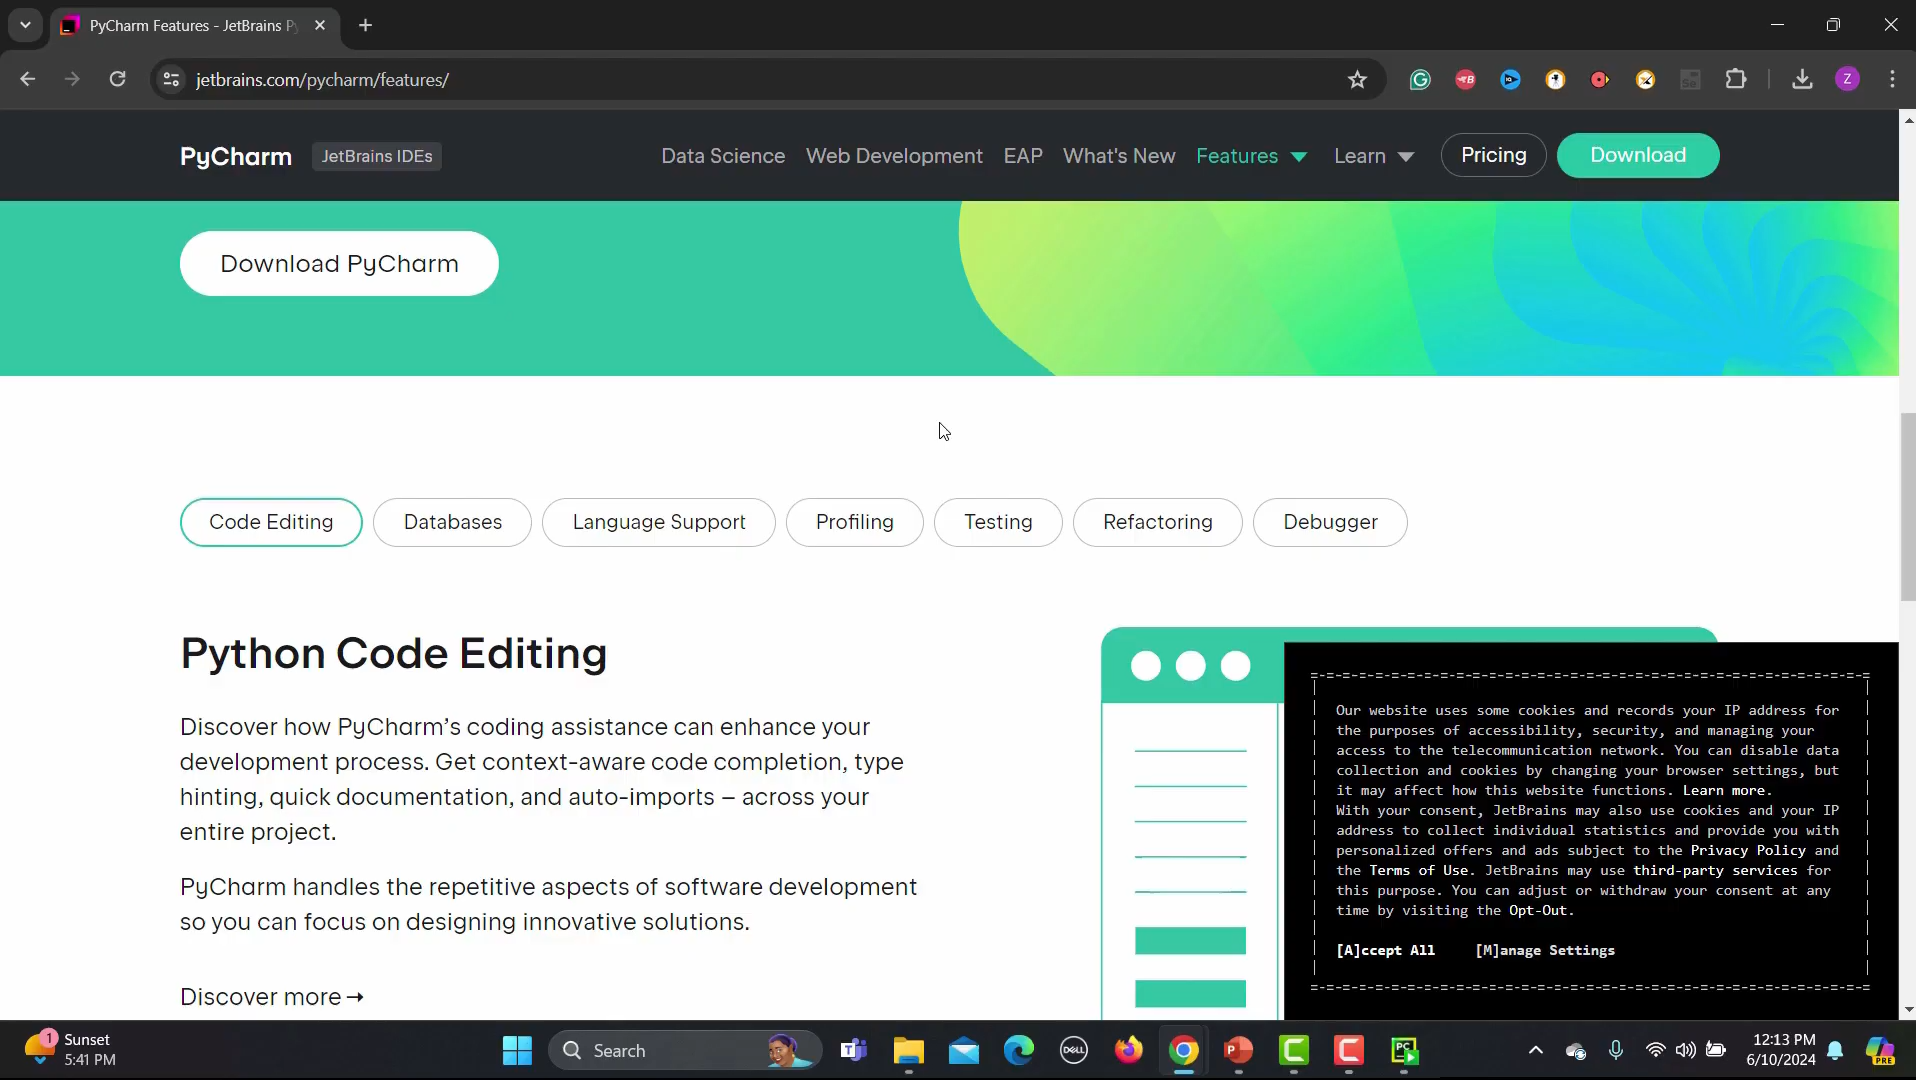 PyCharm Features - JetBrains Py
jetbrains.com/pycharm/features/
Z
PyCharm
JetBrains IDEs
Data Science
Web Development
EAP
What's New
Features
Learn
Pricing
Download
Download PyCharm
Code Editing
Databases
Language Support
Profiling
Testing
Refactoring
Debugger
Python Code Editing
Discover how PyCharm's coding assistance can enhance your
development process. Get context-aware code completion, type
hinting, quick documentation, and auto-imports – across your
entire project.
PyCharm handles the repetitive aspects of software development
so you can focus on designing innovative solutions.
Discover more →
Our website uses some cookies and records your IP address for
the purposes of accessibility, security, and managing your
access to the telecommunication network. You can disable data
collection and cookies by changing your browser settings, but
it may affect how this website functions. Learn more.
With your consent, JetBrains may also use cookies and your IP
address to collect individual statistics and provide you with
personalized offers and ads subject to the Privacy Policy and
the Terms of Use. JetBrains may use third-party services for
this purpose. You can adjust or withdraw your consent at any
time by visiting the Opt-Out.
[A]ccept All
[M]anage Settings
1
Sunset
5:41 PM
Search
DELL
PC
12:13 PM
6/10/2024
PRE